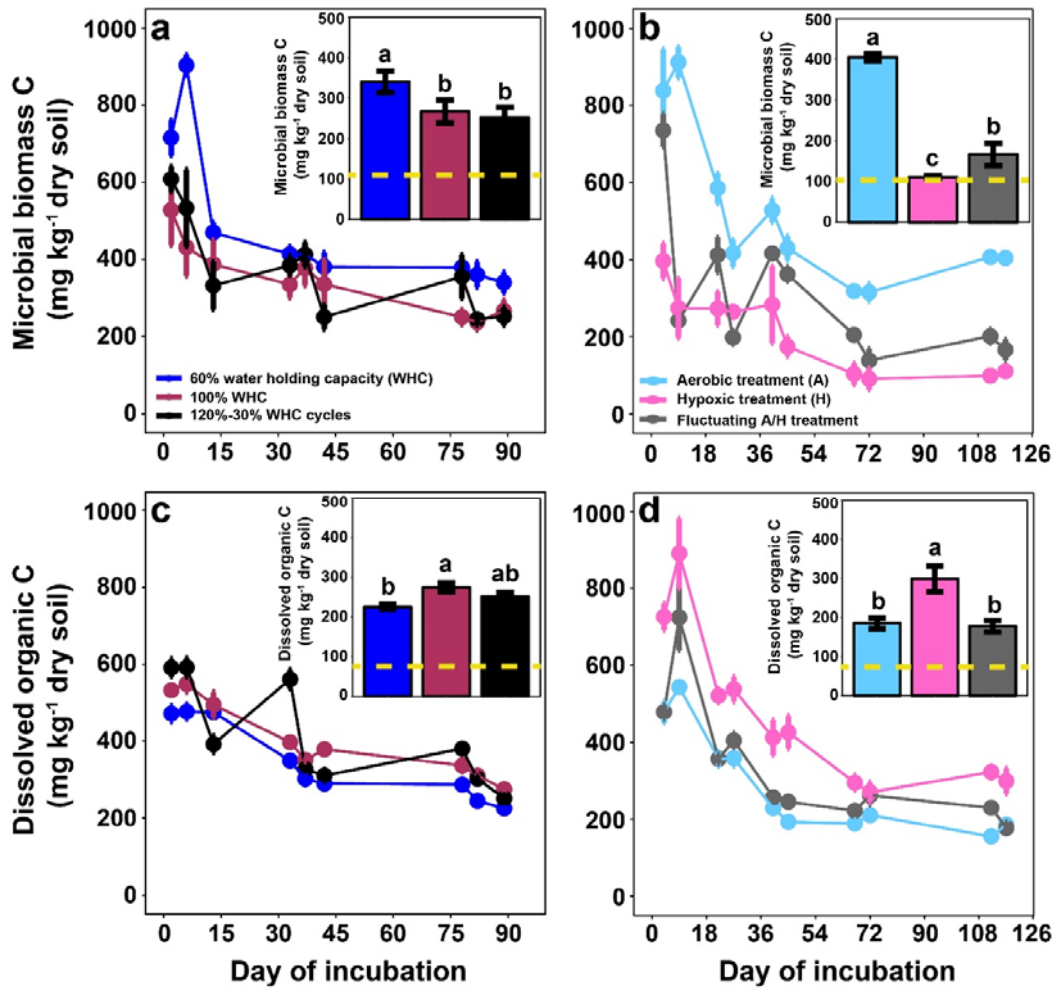 a
Microbial biomass C
(mg kg⁻¹ dry soil)
1000
800
600
400
200
0
0 15 30 45 60 75 90
60% water holding capacity (WHC)
100% WHC
120%-30% WHC cycles
Microbial biomass C
(mg kg⁻¹ dry soil)
500
400
300
200
100
0
a
b
b
b
1000
800
600
400
200
0
0 18 36 54 72 90 108 126
Aerobic treatment (A)
Hypoxic treatment (H)
Fluctuating A/H treatment
Microbial biomass C
(mg kg⁻¹ dry soil)
500
400
300
200
100
0
a
c
b
c
Dissolved organic C
(mg kg⁻¹ dry soil)
1000
800
600
400
200
0
0 15 30 45 60 75 90
Day of incubation
Dissolved organic C
(mg kg⁻¹ dry soil)
500
400
300
200
100
0
b
a
ab
d
1000
800
600
400
200
0
0 18 36 54 72 90 108 126
Day of incubation
Dissolved organic C
(mg kg⁻¹ dry soil)
500
400
300
200
100
0
b
a
b